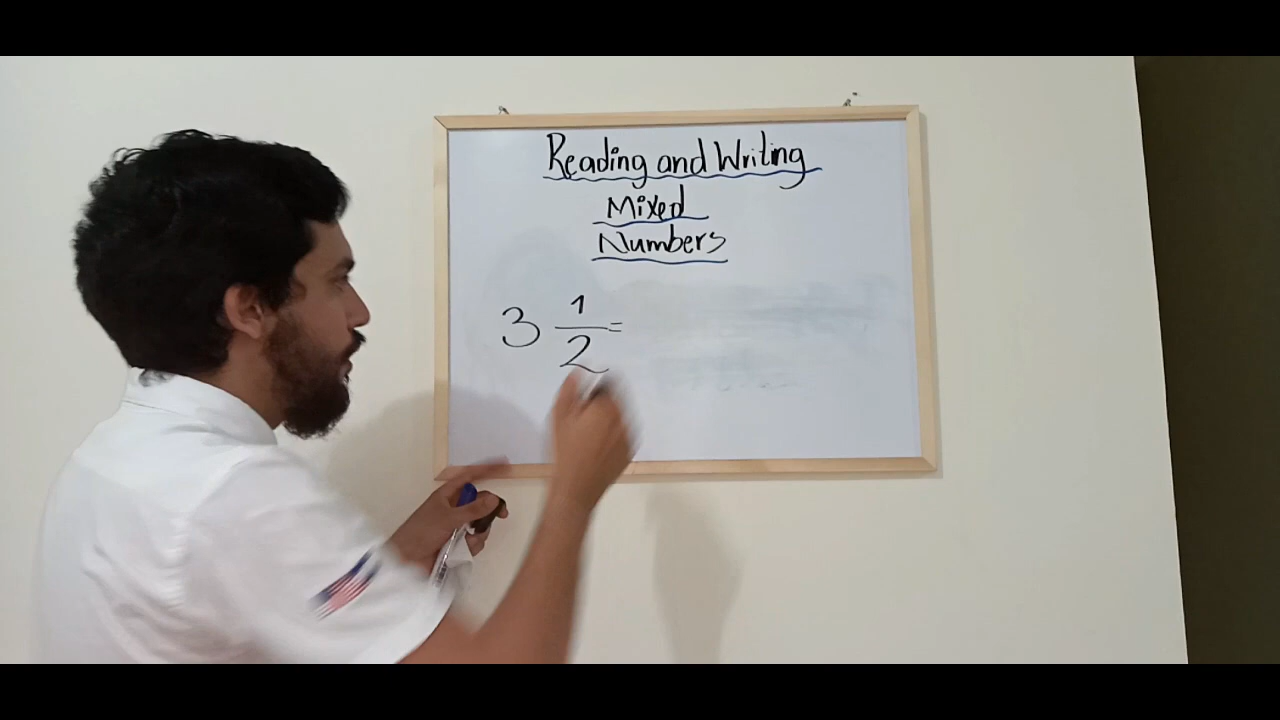 Reading and Writing
Mixed
Numbers
3 1/2 =